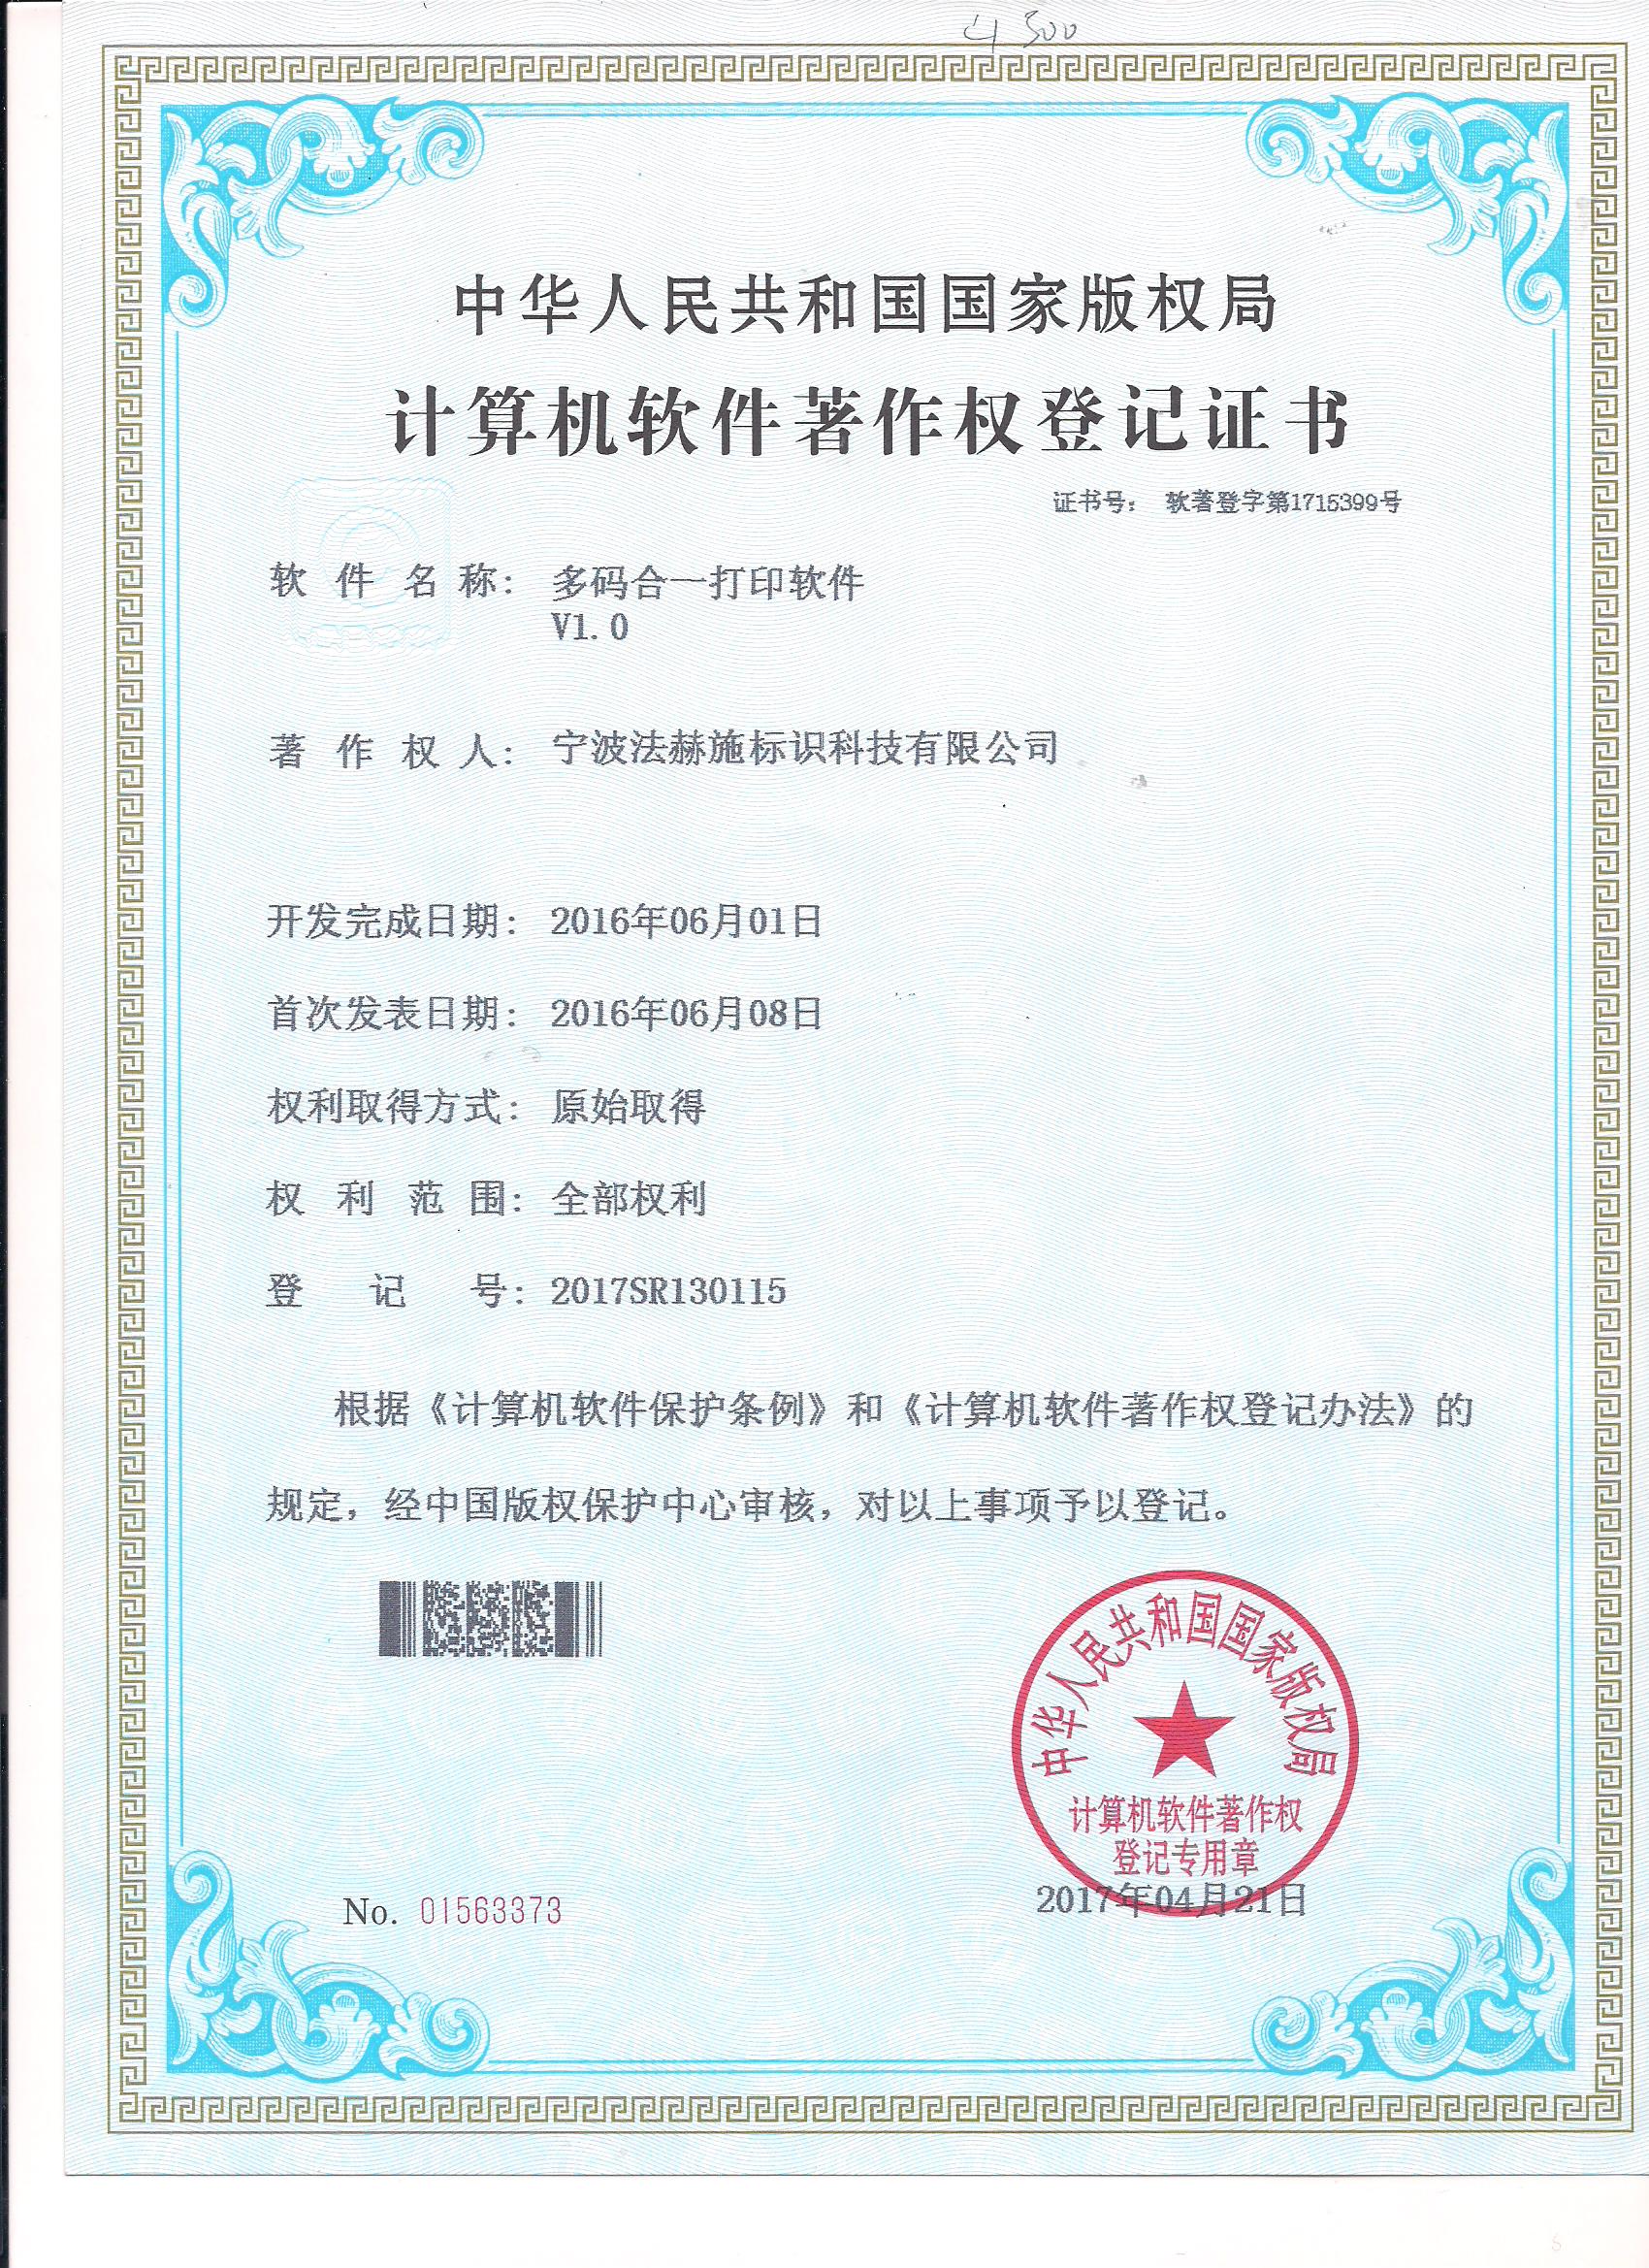 中华人民共和国国家版权局
计算机软件著作权登记证书
证书号： 软著登字第1715399号
软件名称： 多码合一打印软件
V1.0
著作权人： 宁波法赫施标识科技有限公司
开发完成日期： 2016年06月01日
首次发表日期： 2016年06月08日
权利取得方式： 原始取得
权利范围： 全部权利
登记号： 2017SR130115
根据《计算机软件保护条例》和《计算机软件著作权登记办法》的
规定，经中国版权保护中心审核，对以上事项予以登记。
中华人民共和国国家版权局
计算机软件著作权
登记专用章
2017年04月21日
No. 01563373